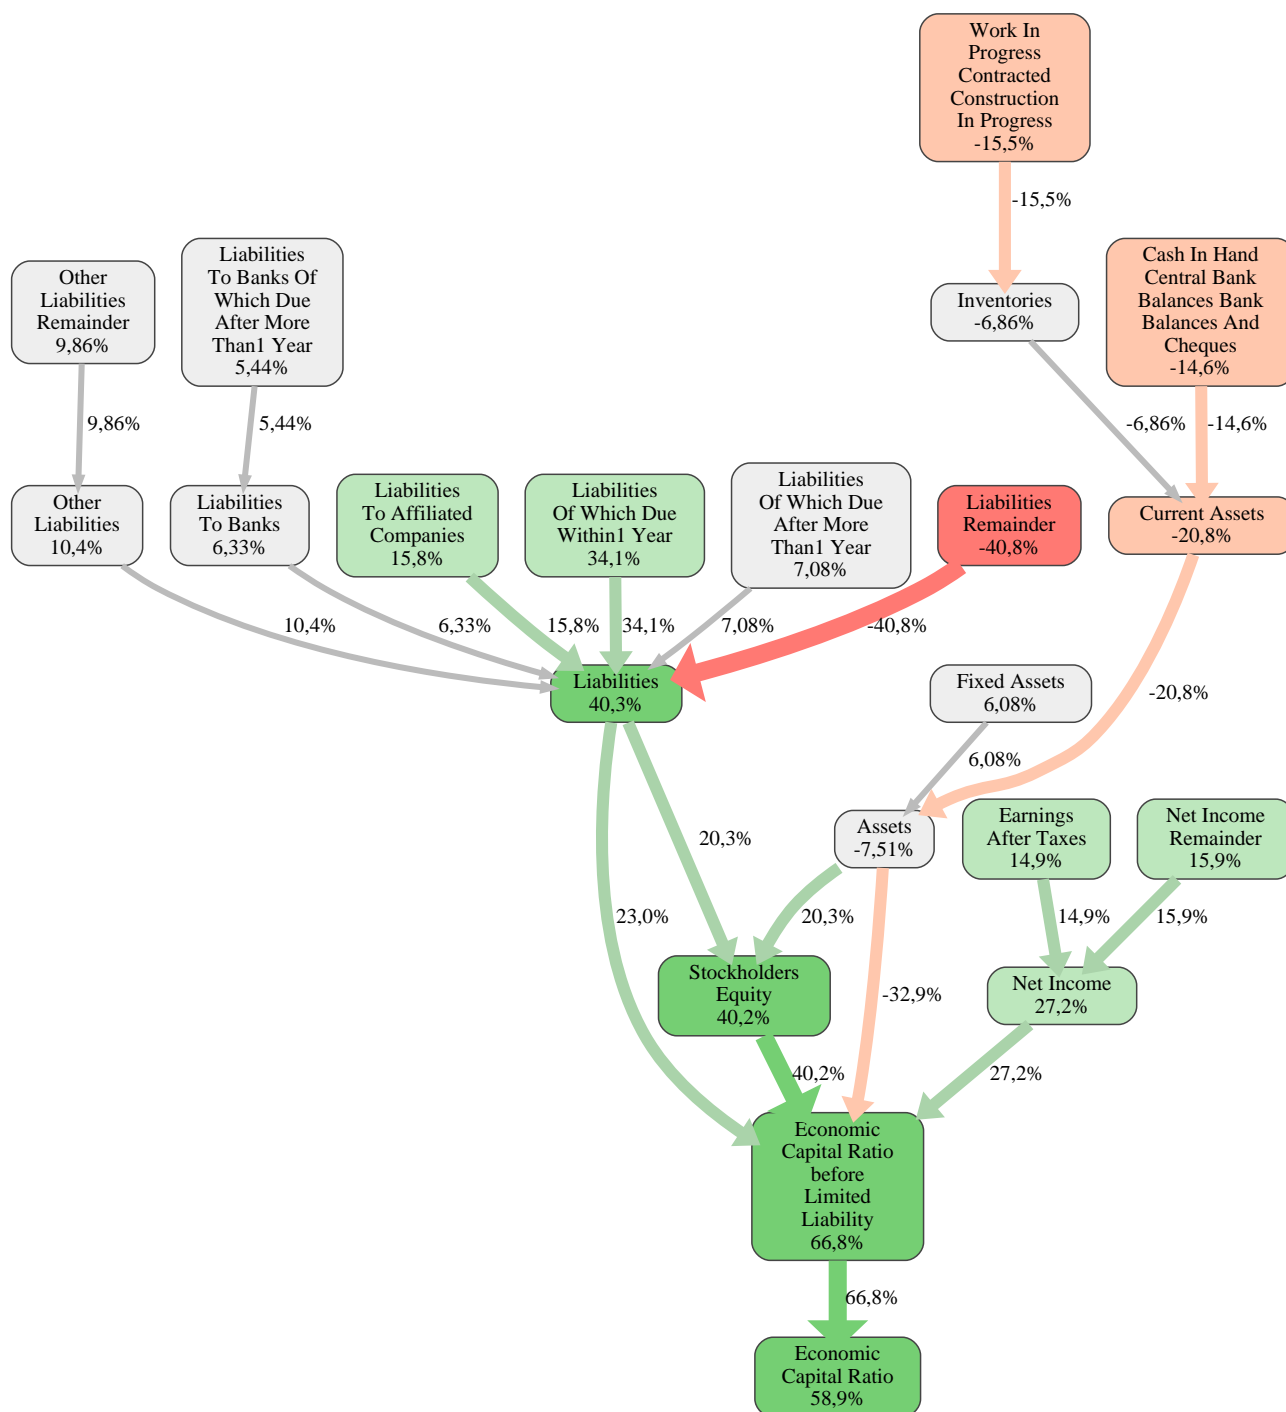 Work In
Progress
Contracted
Construction
In Progress
-15,5%
-15,5%
Other
Liabilities
Remainder
9,86%
Liabilities
To Banks Of
Which Due
After More
Than1 Year
5,44%
Inventories
-6,86%
Cash In Hand
Central Bank
Balances Bank
Balances And
Cheques
-14,6%
9,86%
5,44%
-6,86%
-14,6%
Other
Liabilities
10,4%
Liabilities
To Banks
6,33%
Liabilities
To Affiliated
Companies
15,8%
Liabilities
Of Which Due
Within1 Year
34,1%
Liabilities
Of Which Due
After More
Than1 Year
7,08%
Liabilities
Remainder
-40,8%
Current Assets
-20,8%
10,4%
6,33%
15,8%
34,1%
7,08%
-40,8%
Liabilities
40,3%
Fixed Assets
6,08%
-20,8%
6,08%
20,3%
Assets
-7,51%
Earnings
After Taxes
14,9%
Net Income
Remainder
15,9%
23,0%
20,3%
14,9%
15,9%
Stockholders
Equity
40,2%
-32,9%
Net Income
27,2%
40,2%
27,2%
Economic
Capital Ratio
before
Limited
Liability
66,8%
66,8%
Economic
Capital Ratio
58,9%